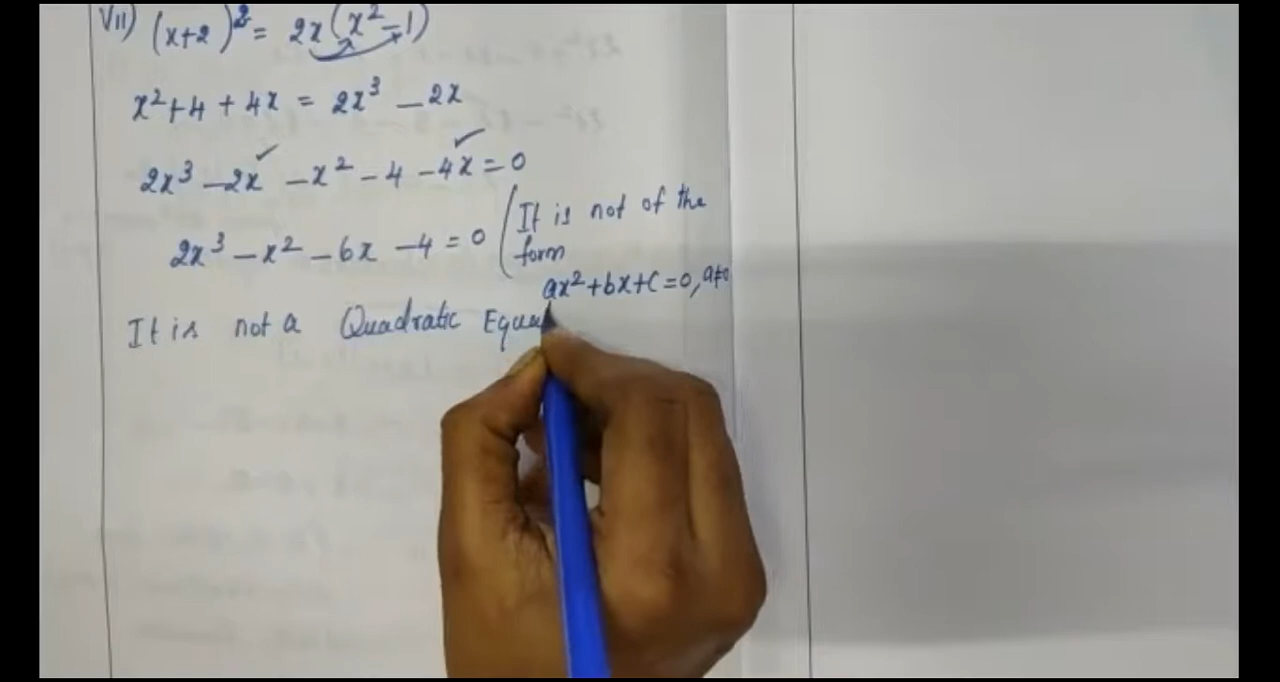 VII) (x+2)² = 2x(x²-1)
x²+4+4x = 2x³ - 2x
2x³ - 2x - x² - 4 - 4x = 0
2x³ - x² - 6x - 4 = 0 (It is not of the
form
ax²+bx+c=0, a≠0
It is not a Quadratic Equa